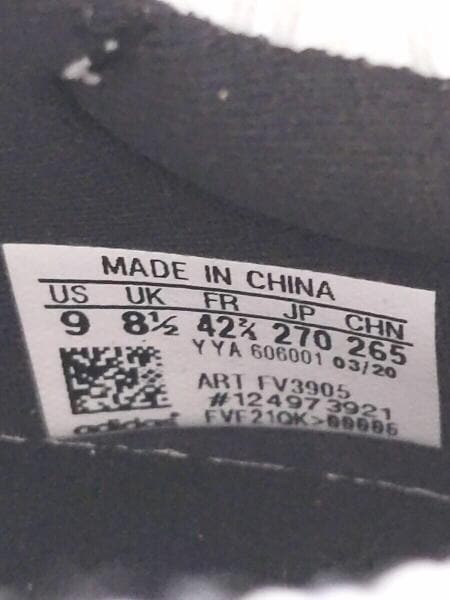 MADE IN CHINA
US UK FR JP CHN
9 8½ 42⅔ 270 265
YYA 606001 03/20
ART FV3905
#124973921
adidas